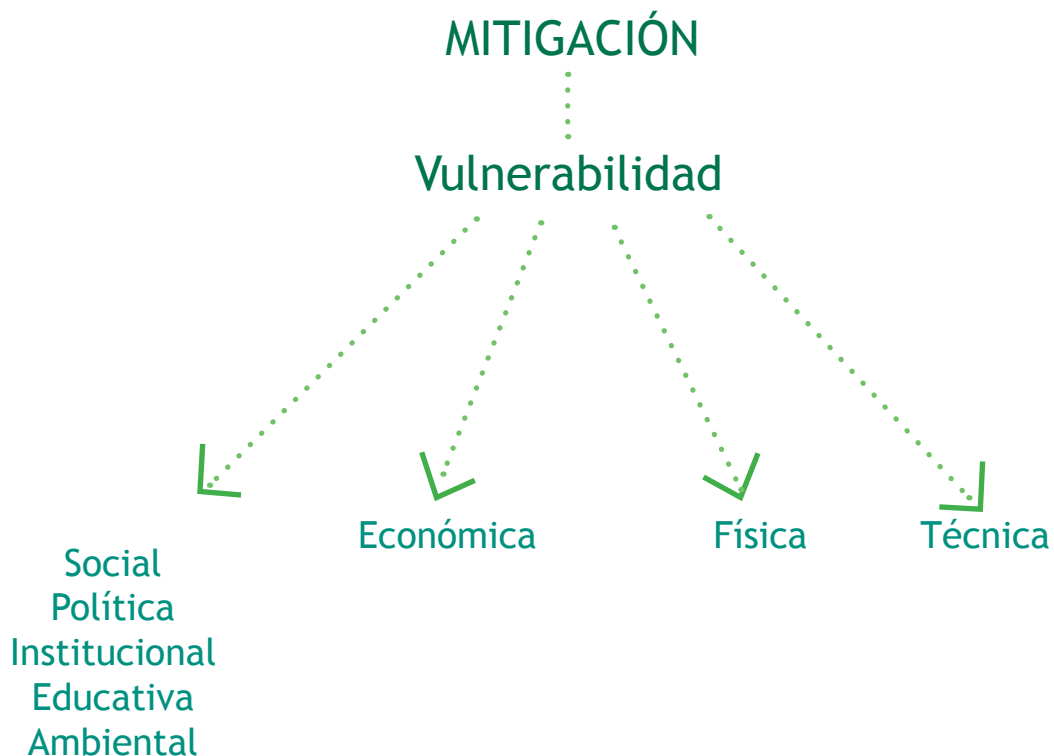 MITIGACIÓN
Vulnerabilidad
Económica
Física
Técnica
Social
Política
Institucional
Educativa
Ambiental